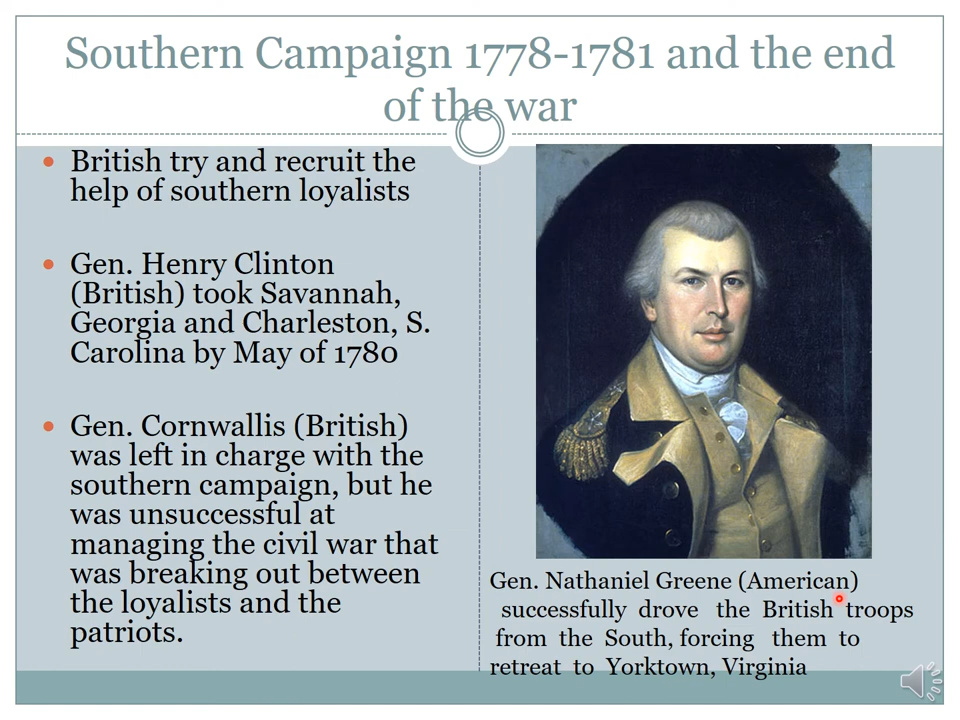 Southern Campaign 1778-1781 and the end
of the war
• British try and recruit the
help of southern loyalists
• Gen. Henry Clinton
(British) took Savannah,
Georgia and Charleston, S.
Carolina by May of 1780
• Gen. Cornwallis (British)
was left in charge with the
southern campaign, but he
was unsuccessful at
managing the civil war that
was breaking out between
the loyalists and the
patriots.
Gen. Nathaniel Greene (American)
successfully drove the British troops
from the South, forcing them to
retreat to Yorktown, Virginia